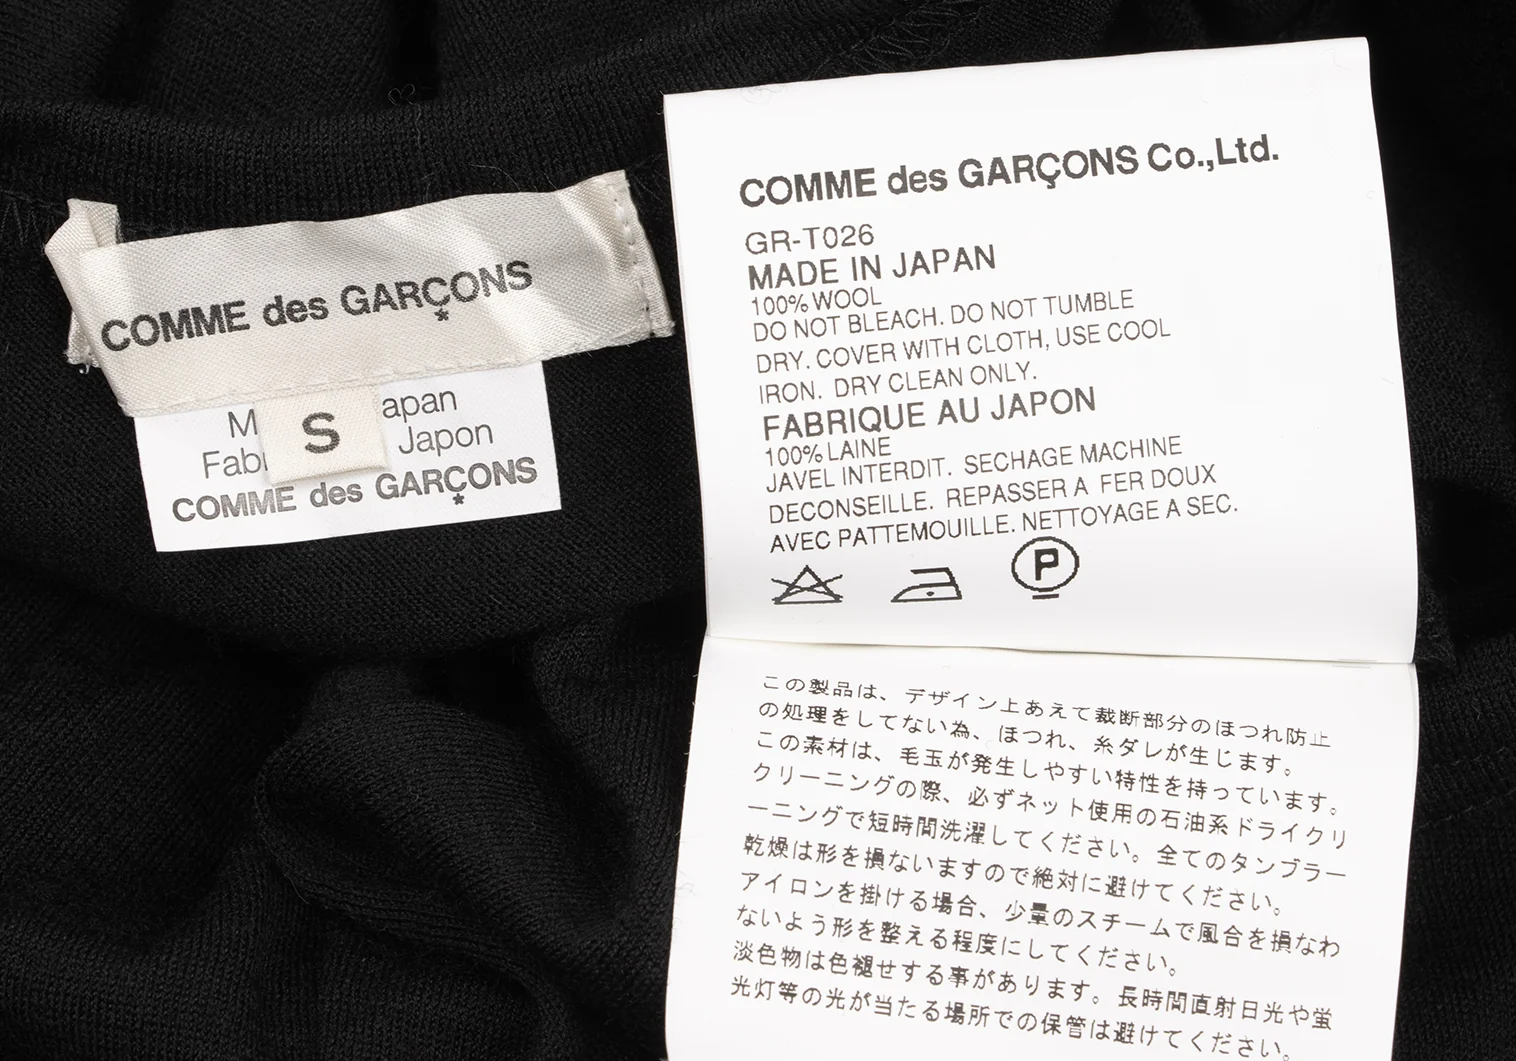 COMME des GARÇONS
*
S
M apan
Fab Japon
COMME des GARÇONS
*
COMME des GARÇONS Co.,Ltd.
GR-T026
MADE IN JAPAN
100% WOOL
DO NOT BLEACH. DO NOT TUMBLE
DRY. COVER WITH CLOTH, USE COOL
IRON. DRY CLEAN ONLY.
FABRIQUE AU JAPON
100% LAINE
JAVEL INTERDIT. SECHAGE MACHINE
DECONSEILLE. REPASSER A FER DOUX
AVEC PATTEMOUILLE. NETTOYAGE A SEC.
P
この製品は、デザイン上あえて裁断部分のほつれ防止
の処理をしてない為、ほつれ、糸ダレが生じます。
この素材は、毛玉が発生しやすい特性を持っています。
クリーニングの際、必ずネット使用の石油系ドライクリ
ーニングで短時間洗濯してください。全てのタンブラー
乾燥は形を損ないますので絶対に避けてください。
アイロンを掛ける場合、少量のスチームで風合を損なわ
ないよう形を整える程度にしてください。
淡色物は色褪せする事があります。長時間直射日光や蛍
光灯等の光が当たる場所での保管は避けてください。